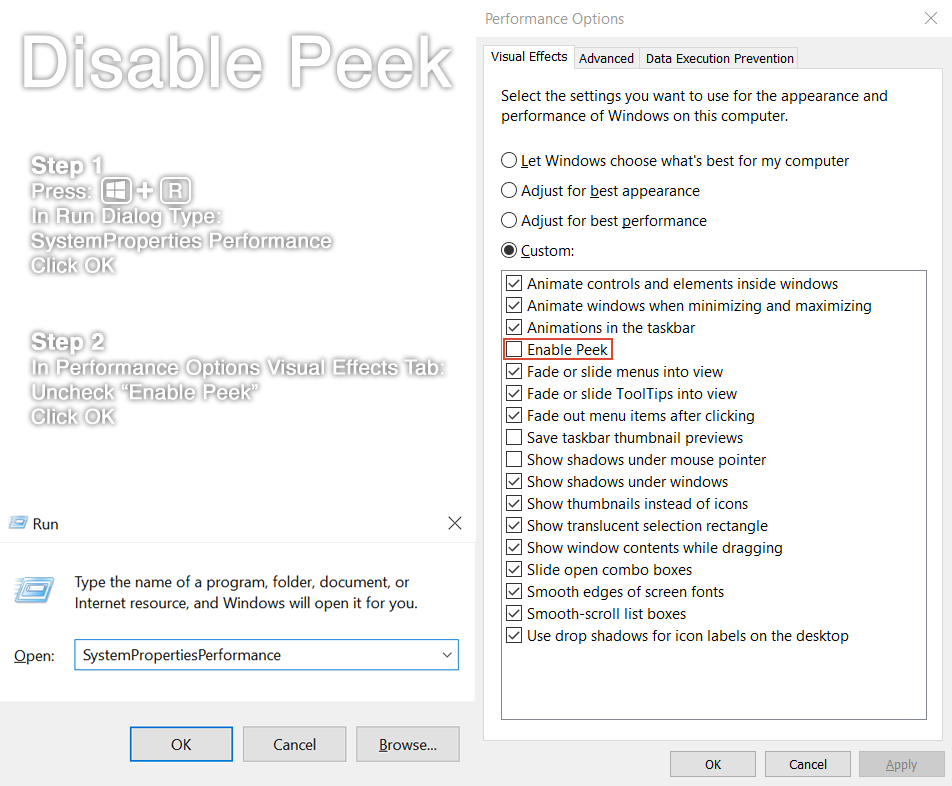 Disable Peek
Step 1
Press: + R
In Run Dialog Type:
SystemProperties Performance
Click OK
Step 2
In Performance Options Visual Effects Tab:
Uncheck “Enable Peek”
Click OK
Run
Type the name of a program, folder, document, or
Internet resource, and Windows will open it for you.
Open:
SystemPropertiesPerformance
OK
Cancel
Browse...
Performance Options
Visual Effects
Advanced
Data Execution Prevention
Select the settings you want to use for the appearance and
performance of Windows on this computer.
Let Windows choose what's best for my computer
Adjust for best appearance
Adjust for best performance
Custom:
Animate controls and elements inside windows
Animate windows when minimizing and maximizing
Animations in the taskbar
Enable Peek
Fade or slide menus into view
Fade or slide ToolTips into view
Fade out menu items after clicking
Save taskbar thumbnail previews
Show shadows under mouse pointer
Show shadows under windows
Show thumbnails instead of icons
Show translucent selection rectangle
Show window contents while dragging
Slide open combo boxes
Smooth edges of screen fonts
Smooth-scroll list boxes
Use drop shadows for icon labels on the desktop
OK
Cancel
Apply